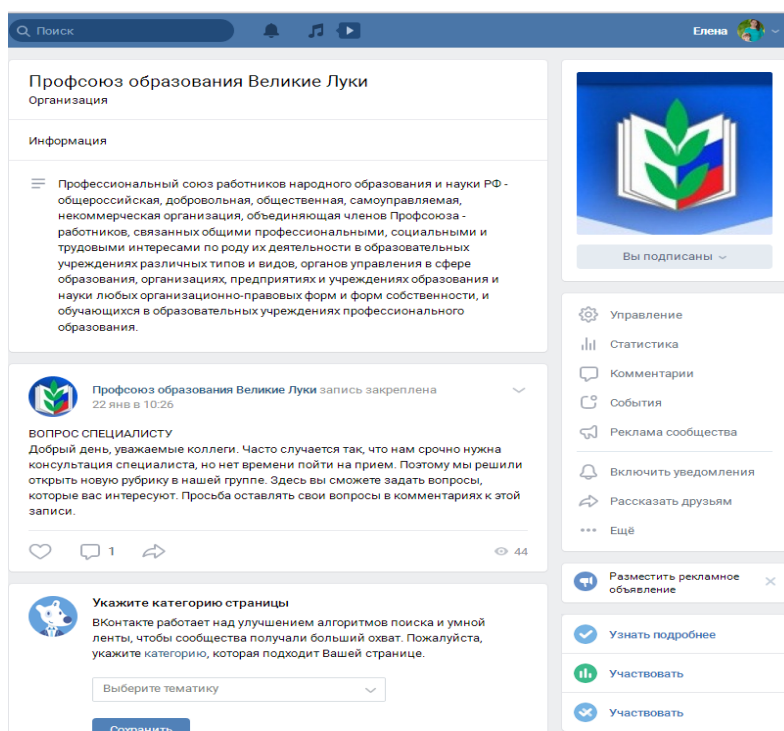 Поиск
Елена
Профсоюз образования Великие Луки
Организация
Информация
Профессиональный союз работников народного образования и науки РФ -
общероссийская, добровольная, общественная, самоуправляемая,
некоммерческая организация, объединяющая членов Профсоюза -
работников, связанных общими профессиональными, социальными и
трудовыми интересами по роду их деятельности в образовательных
учреждениях различных типов и видов, органов управления в сфере
образования, организациях, предприятиях и учреждениях образования и
науки любых организационно-правовых форм и форм собственности, и
обучающихся в образовательных учреждениях профессионального
образования.
Профсоюз образования Великие Луки запись закреплена
22 янв в 10:26
ВОПРОС СПЕЦИАЛИСТУ
Добрый день, уважаемые коллеги. Часто случается так, что нам срочно нужна
консультация специалиста, но нет времени пойти на прием. Поэтому мы решили
открыть новую рубрику в нашей группе. Здесь вы сможете задать вопросы,
которые вас интересуют. Просьба оставлять свои вопросы в комментариях к этой
записи.
1
44
Укажите категорию страницы
ВКонтакте работает над улучшением алгоритмов поиска и умной
ленты, чтобы сообщества получали больший охват. Пожалуйста,
укажите категорию, которая подходит Вашей странице.
Выберите тематику
Сохранить
Вы подписаны
Управление
Статистика
Комментарии
События
Реклама сообщества
Включить уведомления
Рассказать друзьям
Ещё
Разместить рекламное
объявление
Узнать подробнее
Участвовать
Участвовать